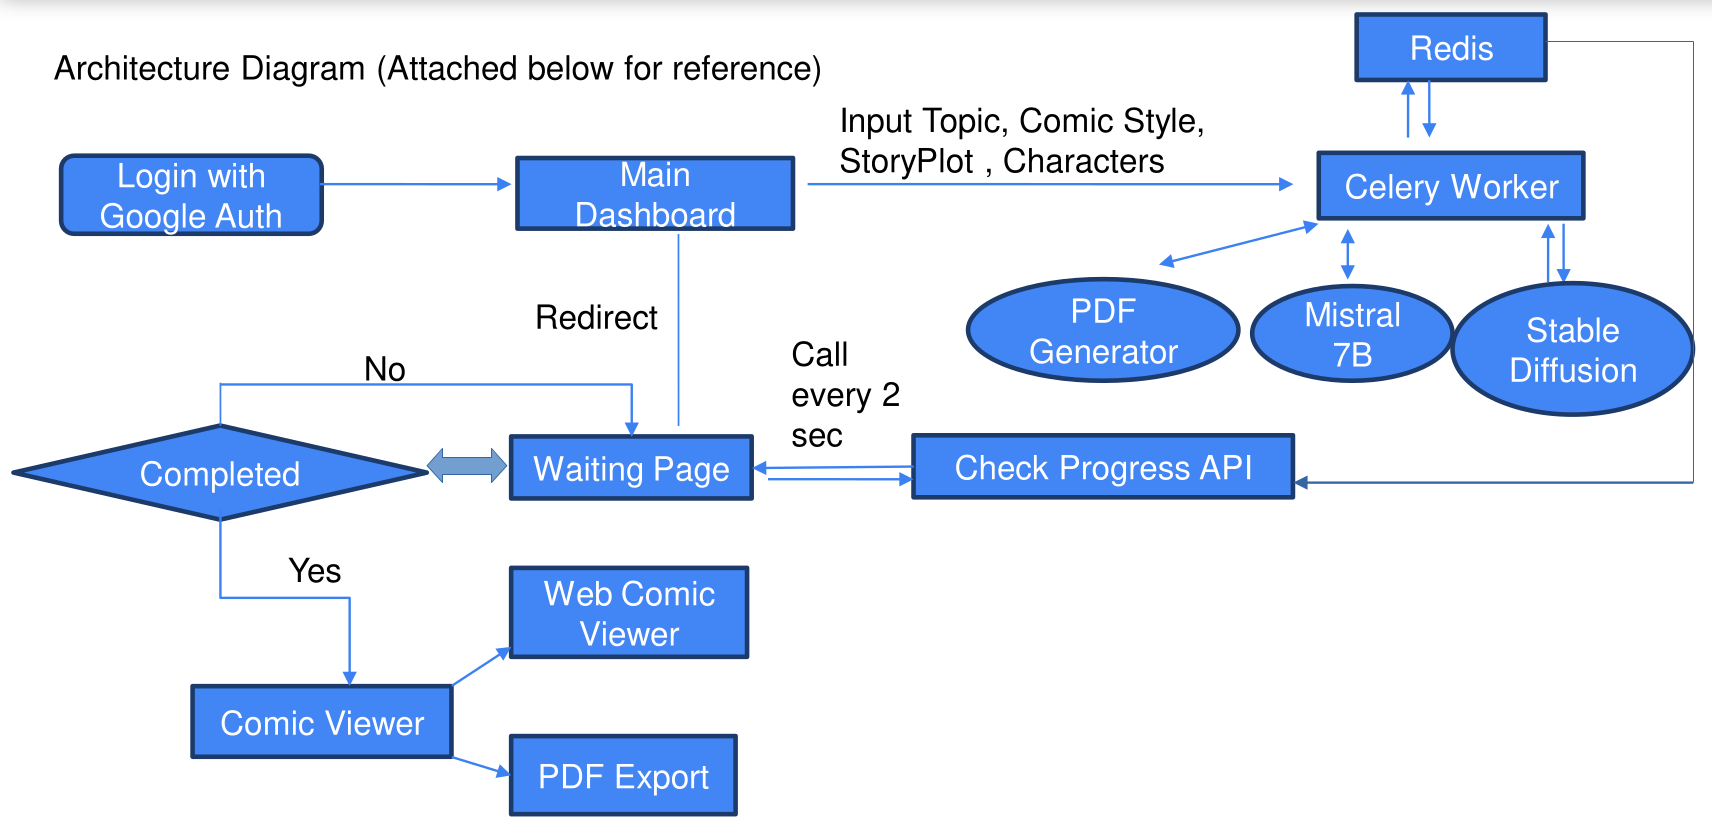 Architecture Diagram (Attached below for reference)
Redis
Input Topic, Comic Style,
StoryPlot , Characters
Login with
Google Auth
Main
Dashboard
Celery Worker
Redirect
PDF
Generator
Mistral
7B
Stable
Diffusion
No
Call
every 2
sec
Completed
Waiting Page
Check Progress API
Yes
Web Comic
Viewer
Comic Viewer
PDF Export